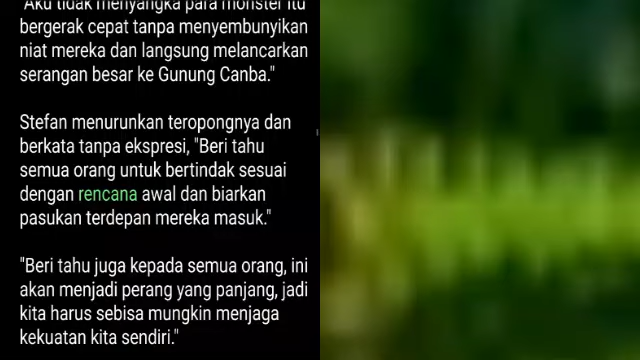 "Aku tidak menyangka para monster itu
bergerak cepat tanpa menyembunyikan
niat mereka dan langsung melancarkan
serangan besar ke Gunung Canba."
Stefan menurunkan teropongnya dan
berkata tanpa ekspresi, "Beri tahu
semua orang untuk bertindak sesuai
dengan rencana awal dan biarkan
pasukan terdepan mereka masuk."
"Beri tahu juga kepada semua orang, ini
akan menjadi perang yang panjang, jadi
kita harus sebisa mungkin menjaga
kekuatan kita sendiri."